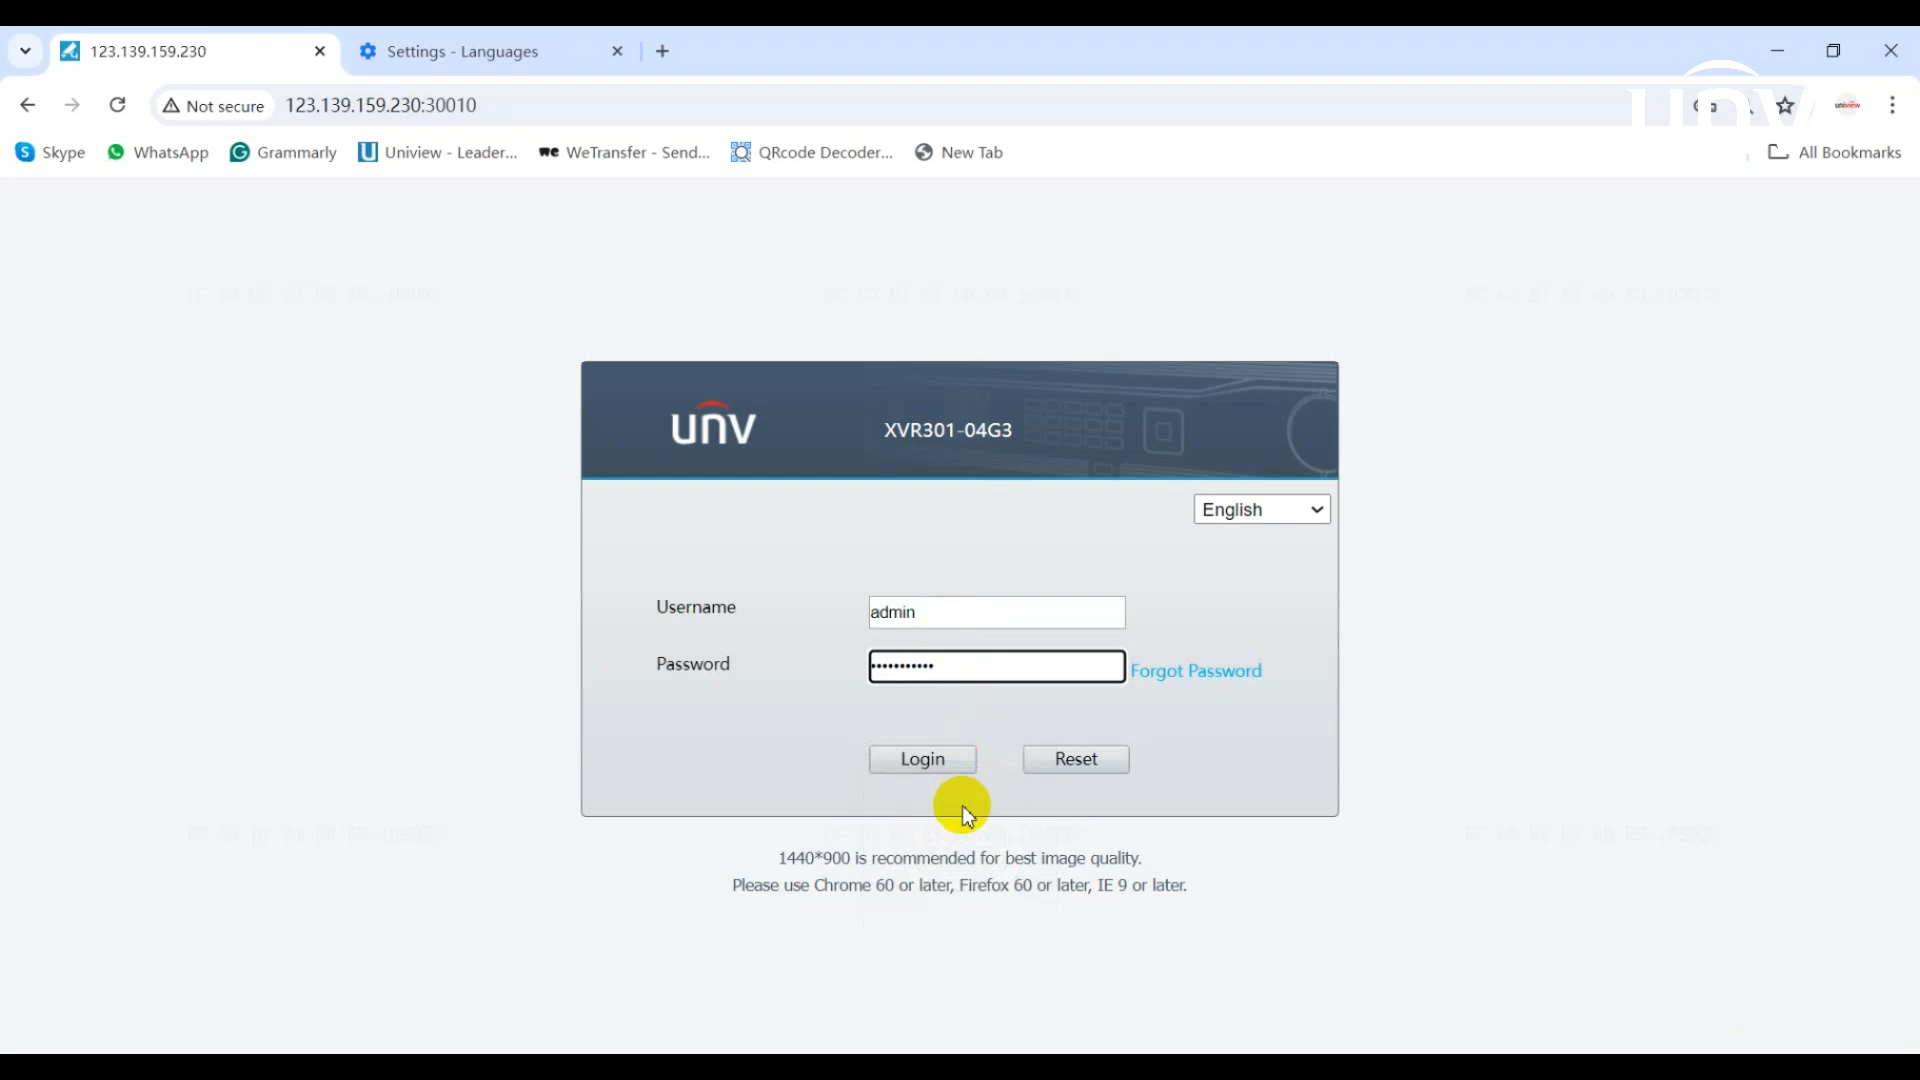 123.139.159.230
Settings - Languages
Not secure
123.139.159.230:30010
uniview
Skype
WhatsApp
Grammarly
Uniview - Leader...
we WeTransfer - Send...
QRcode Decoder...
New Tab
All Bookmarks
unv
unv
XVR301-04G3
English
Username
admin
Password
•••••••••••
Forgot Password
Login
Reset
1440*900 is recommended for best image quality.
Please use Chrome 60 or later, Firefox 60 or later, IE 9 or later.